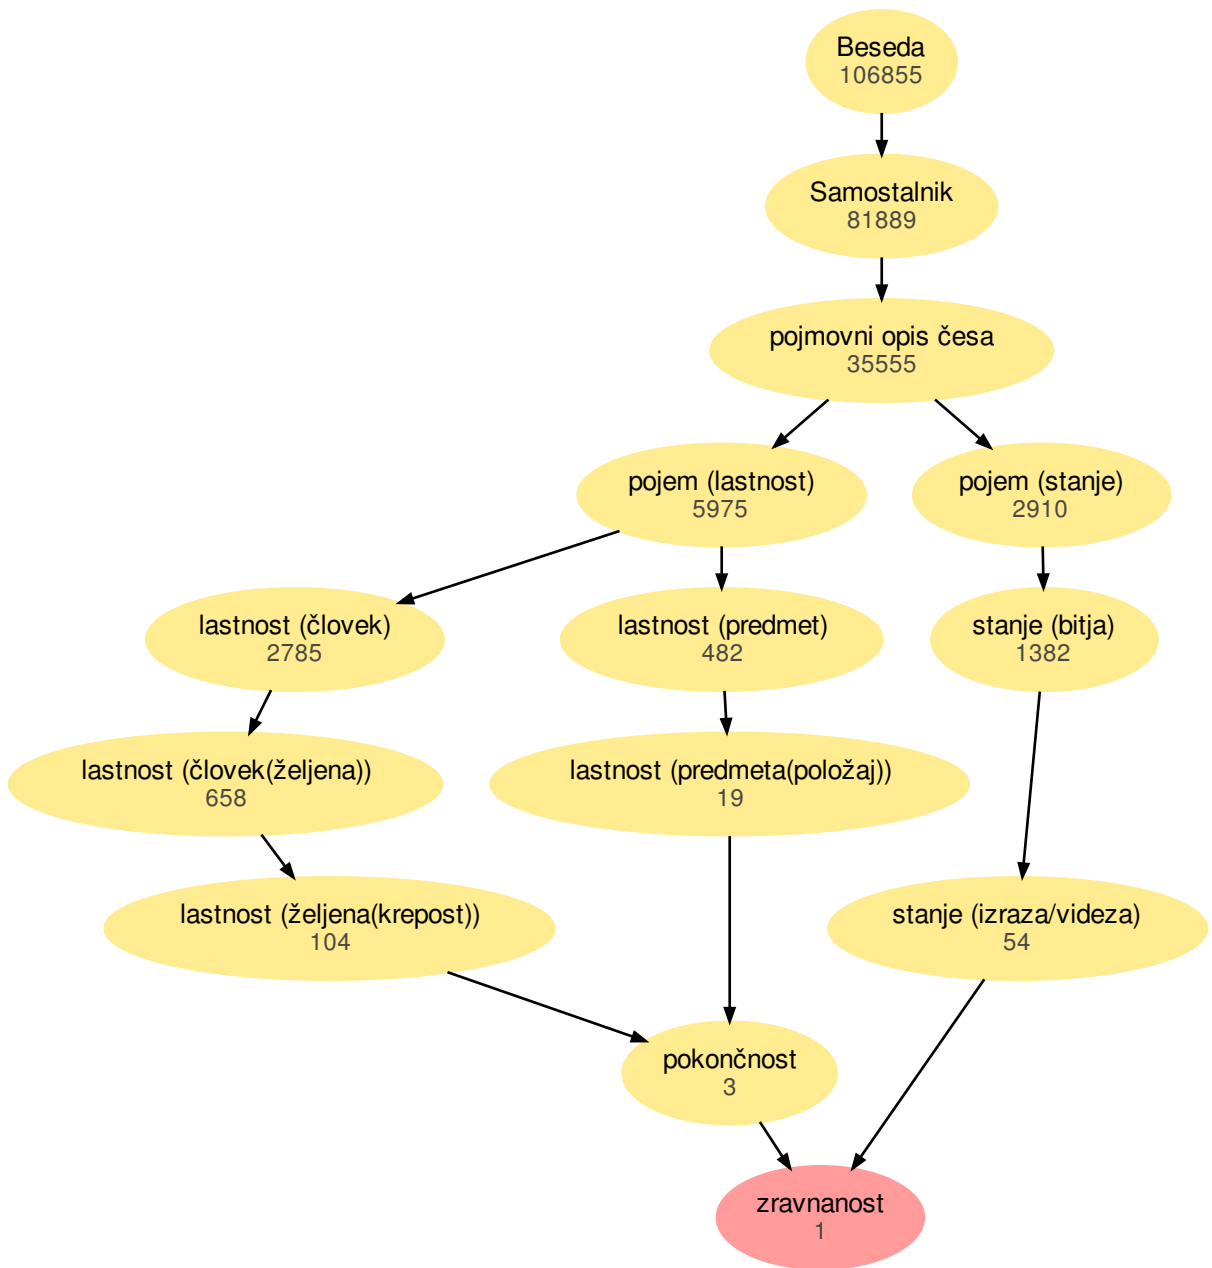 Beseda
106855
Samostalnik
81889
pojmovni opis česa
35555
pojem (lastnost)
5975
pojem (stanje)
2910
lastnost (človek)
2785
lastnost (predmet)
482
stanje (bitja)
1382
lastnost (človek(željena))
658
lastnost (predmeta(položaj))
19
lastnost (željena(krepost))
104
stanje (izraza/videza)
54
pokončnost
3
zravnanost
1